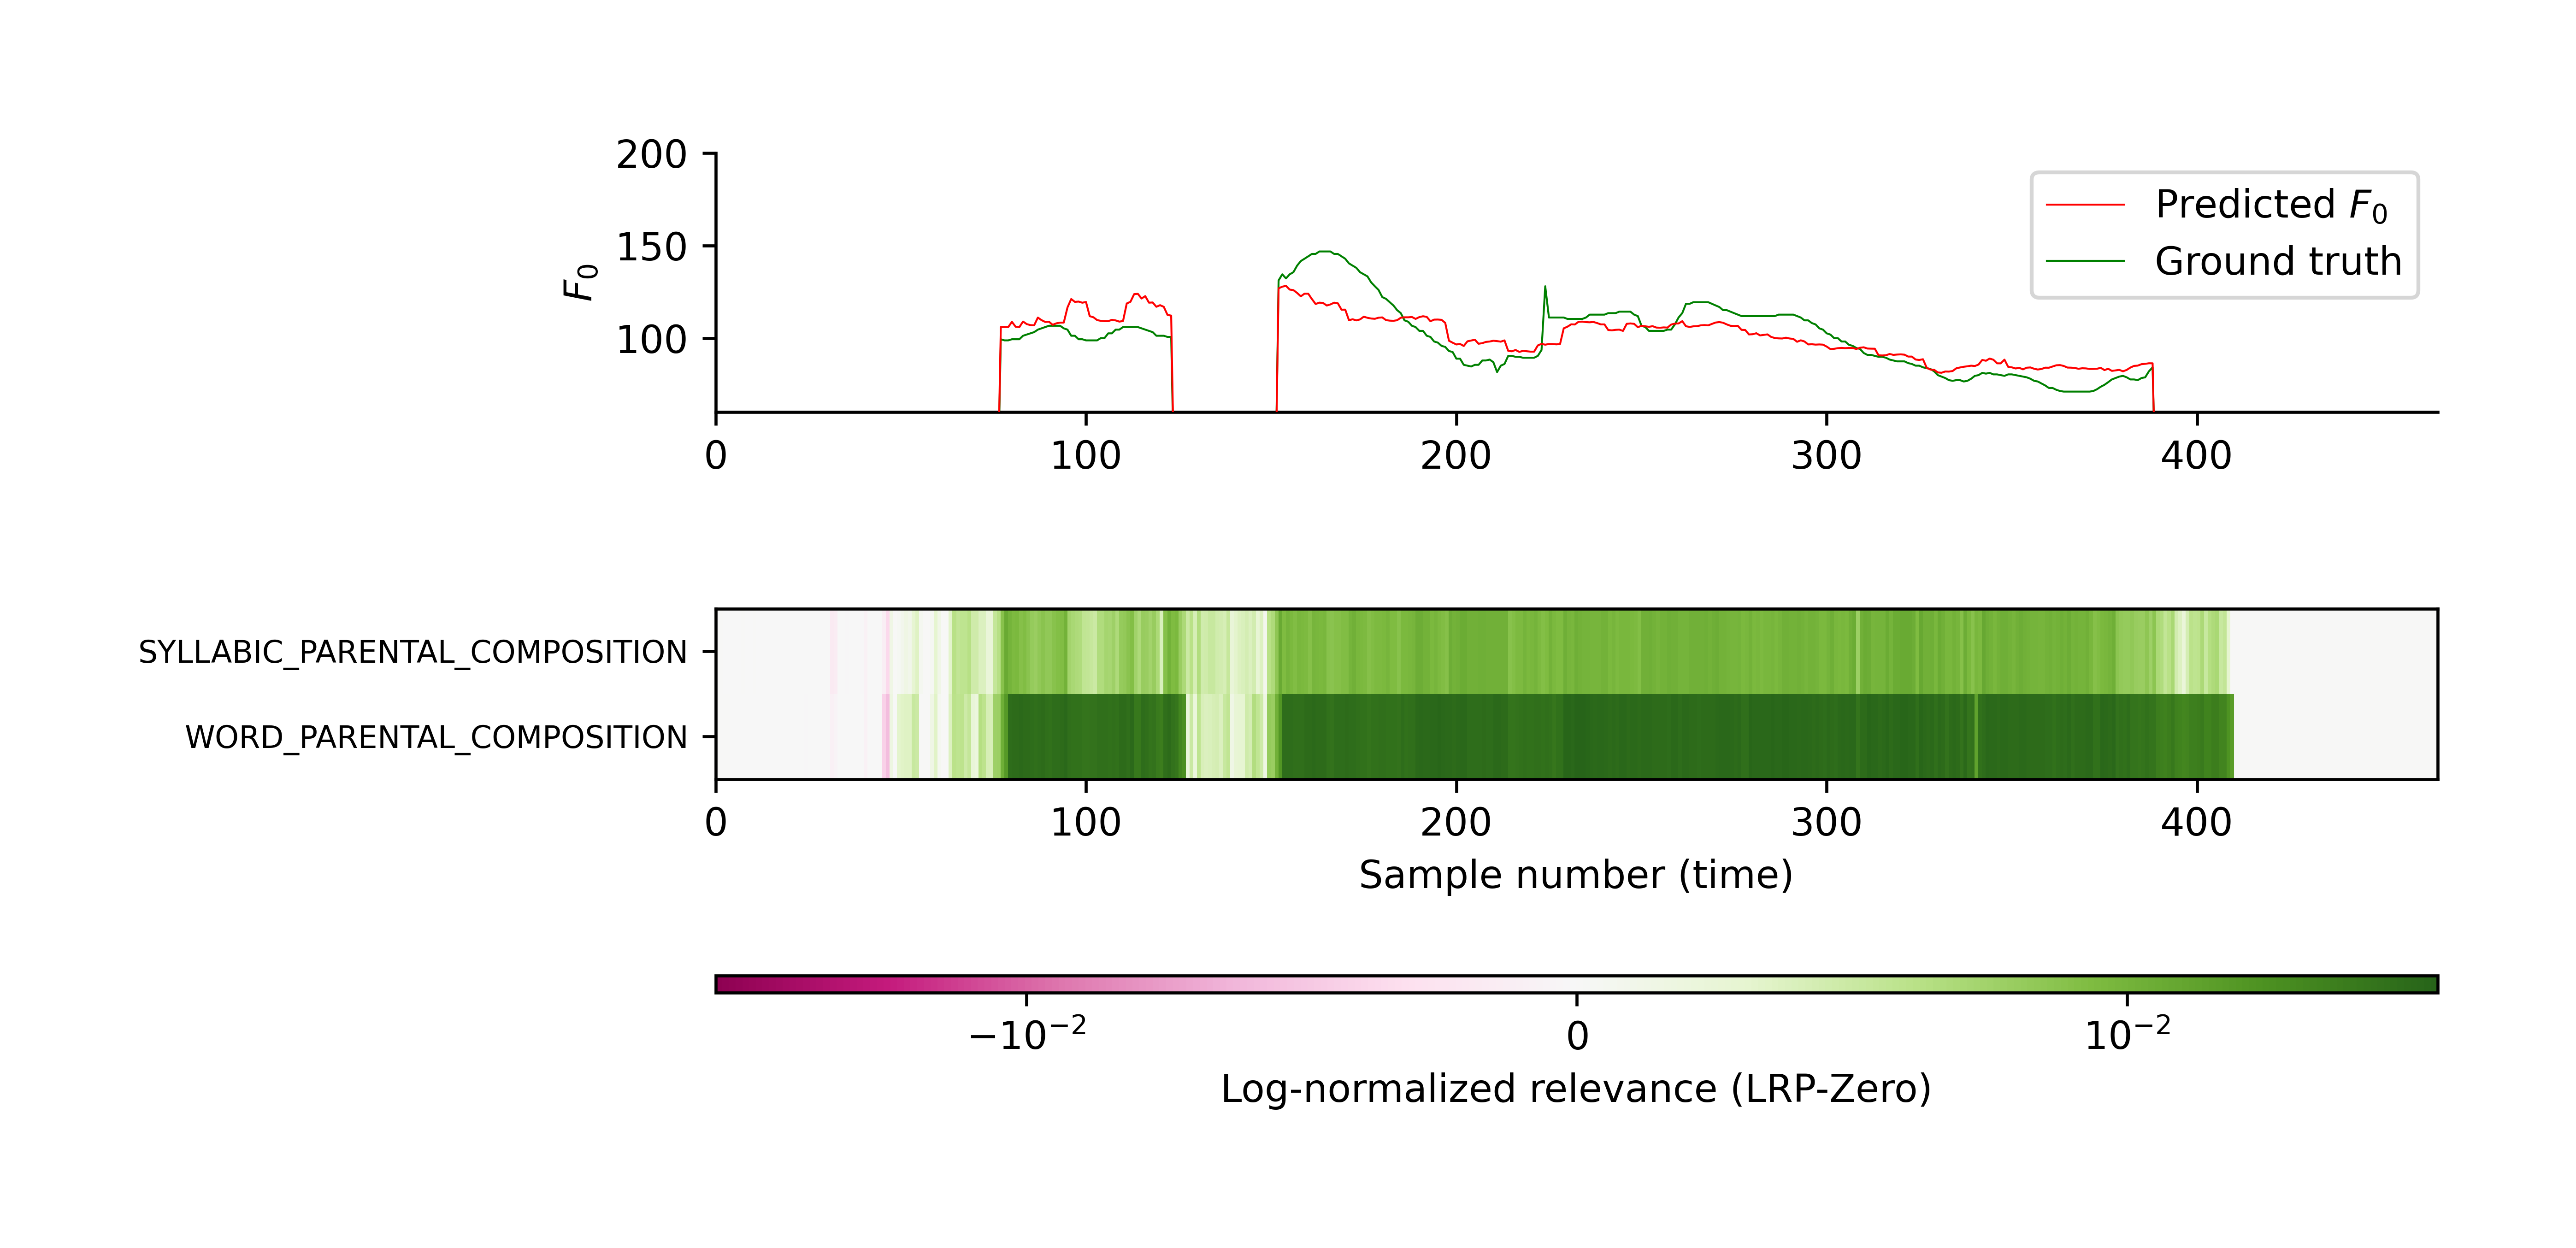 200
150
100
F₀
Predicted F₀
Ground truth
0 100 200 300 400
SYLLABIC_PARENTAL_COMPOSITION
WORD_PARENTAL_COMPOSITION
0 100 200 300 400
Sample number (time)
−10⁻² 0 10⁻²
Log-normalized relevance (LRP-Zero)